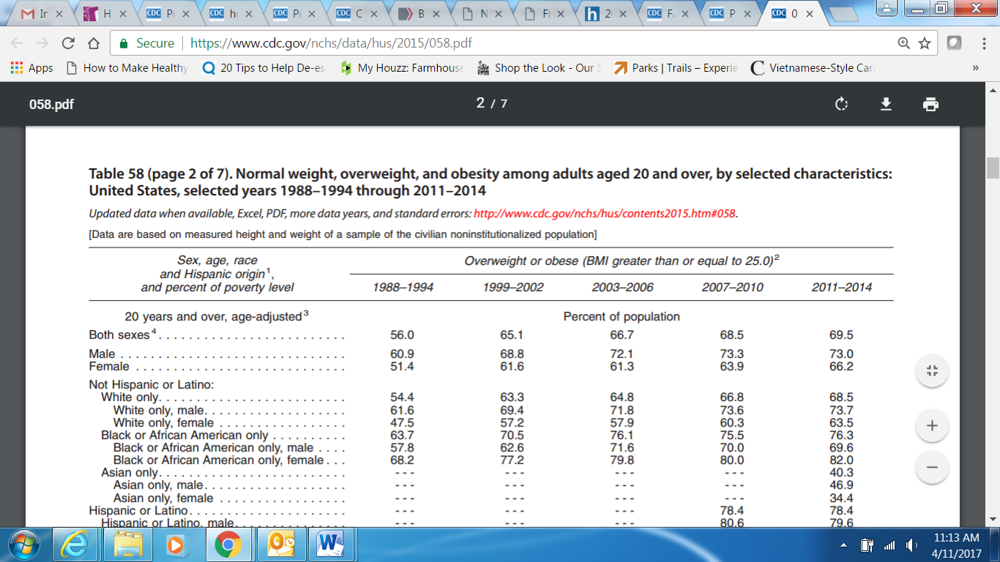 In H CDC P CDC h CDC P CDC C B N Fi h 2 CDC F CDC P CDC 0
Secure https://www.cdc.gov/nchs/data/hus/2015/058.pdf
Apps How to Make Healthy 20 Tips to Help De-es My Houzz: Farmhouse Shop the Look - Our S Parks | Trails – Experie Vietnamese-Style Cara »
058.pdf 2 / 7
Table 58 (page 2 of 7). Normal weight, overweight, and obesity among adults aged 20 and over, by selected characteristics:
United States, selected years 1988–1994 through 2011–2014
Updated data when available, Excel, PDF, more data years, and standard errors: http://www.cdc.gov/nchs/hus/contents2015.htm#058.
[Data are based on measured height and weight of a sample of the civilian noninstitutionalized population]
Sex, age, race
and Hispanic origin¹,
and percent of poverty level
Overweight or obese (BMI greater than or equal to 25.0)²
1988–1994 1999–2002 2003–2006 2007–2010 2011–2014
20 years and over, age-adjusted³ Percent of population
Both sexes⁴ . . . . . . . . . . . . . . . . . . . . . . . . . 56.0 65.1 66.7 68.5 69.5
Male . . . . . . . . . . . . . . . . . . . . . . . . . . . . . . 60.9 68.8 72.1 73.3 73.0
Female . . . . . . . . . . . . . . . . . . . . . . . . . . . . 51.4 61.6 61.3 63.9 66.2
Not Hispanic or Latino:
White only. . . . . . . . . . . . . . . . . . . . . . . . . 54.4 63.3 64.8 66.8 68.5
White only, male. . . . . . . . . . . . . . . . . . . 61.6 69.4 71.8 73.6 73.7
White only, female . . . . . . . . . . . . . . . . . 47.5 57.2 57.9 60.3 63.5
Black or African American only . . . . . . . . . . 63.7 70.5 76.1 75.5 76.3
Black or African American only, male . . . . 57.8 62.6 71.6 70.0 69.6
Black or African American only, female . . . 68.2 77.2 79.8 80.0 82.0
Asian only. . . . . . . . . . . . . . . . . . . . . . . . . - - - - - - - - - - - - 40.3
Asian only, male. . . . . . . . . . . . . . . . . . . - - - - - - - - - - - - 46.9
Asian only, female . . . . . . . . . . . . . . . . . - - - - - - - - - - - - 34.4
Hispanic or Latino. . . . . . . . . . . . . . . . . . . . . - - - - - - - - - 78.4 78.4
Hispanic or Latino, male. . . . . . . . . . . . . . . - - - - - - - - - 80.6 79.6
11:13 AM
4/11/2017